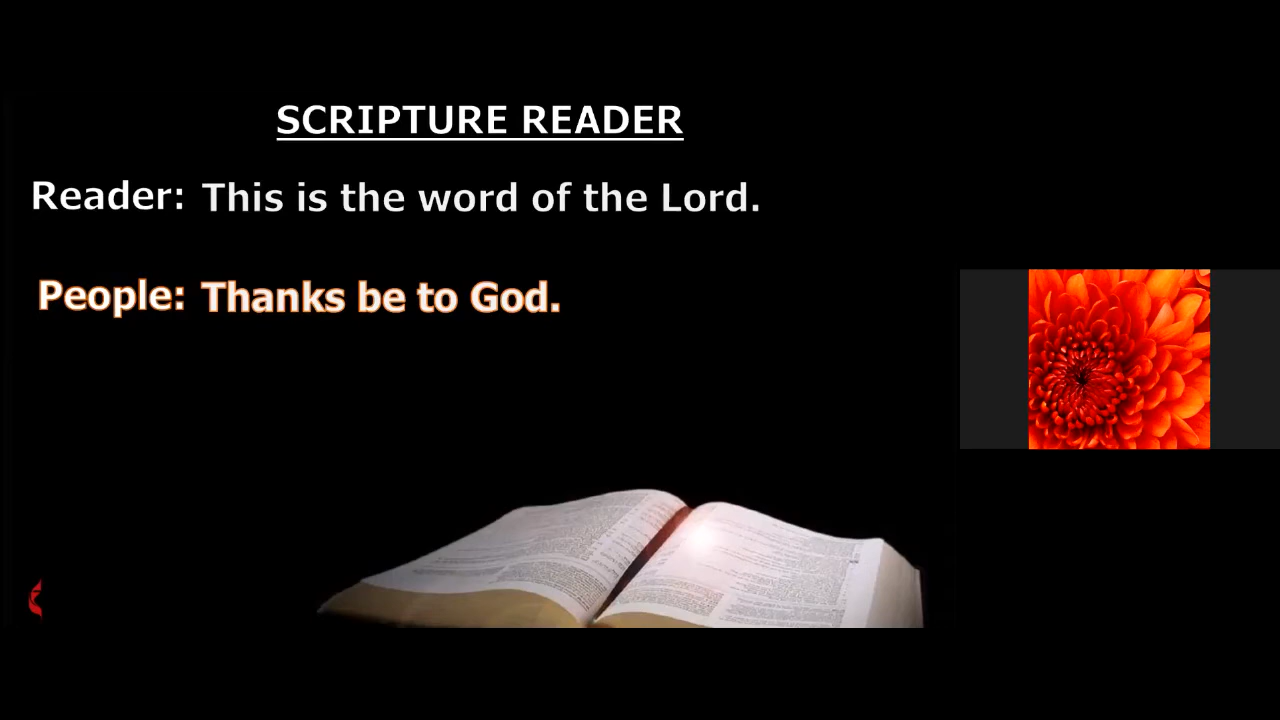 SCRIPTURE READER
Reader: This is the word of the Lord.
People: Thanks be to God.